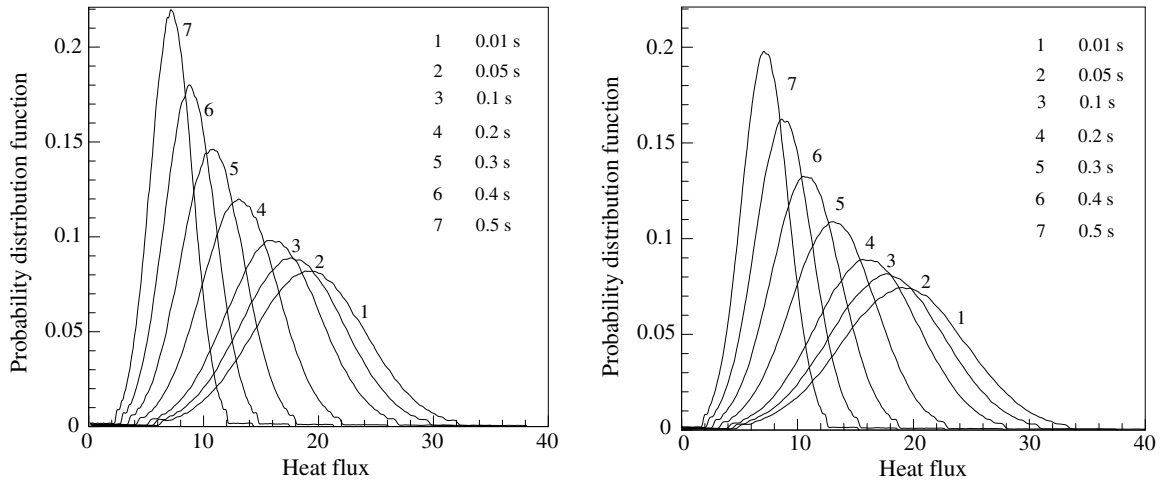 Probability distribution function
0.2
0.15
0.1
0.05
0
0
10
20
30
40
Heat flux
7
6
5
4
3
2
1
1 0.01 s
2 0.05 s
3 0.1 s
4 0.2 s
5 0.3 s
6 0.4 s
7 0.5 s
Probability distribution function
0.2
0.15
0.1
0.05
0
0
10
20
30
40
Heat flux
7
6
5
4
3
2
1
1 0.01 s
2 0.05 s
3 0.1 s
4 0.2 s
5 0.3 s
6 0.4 s
7 0.5 s